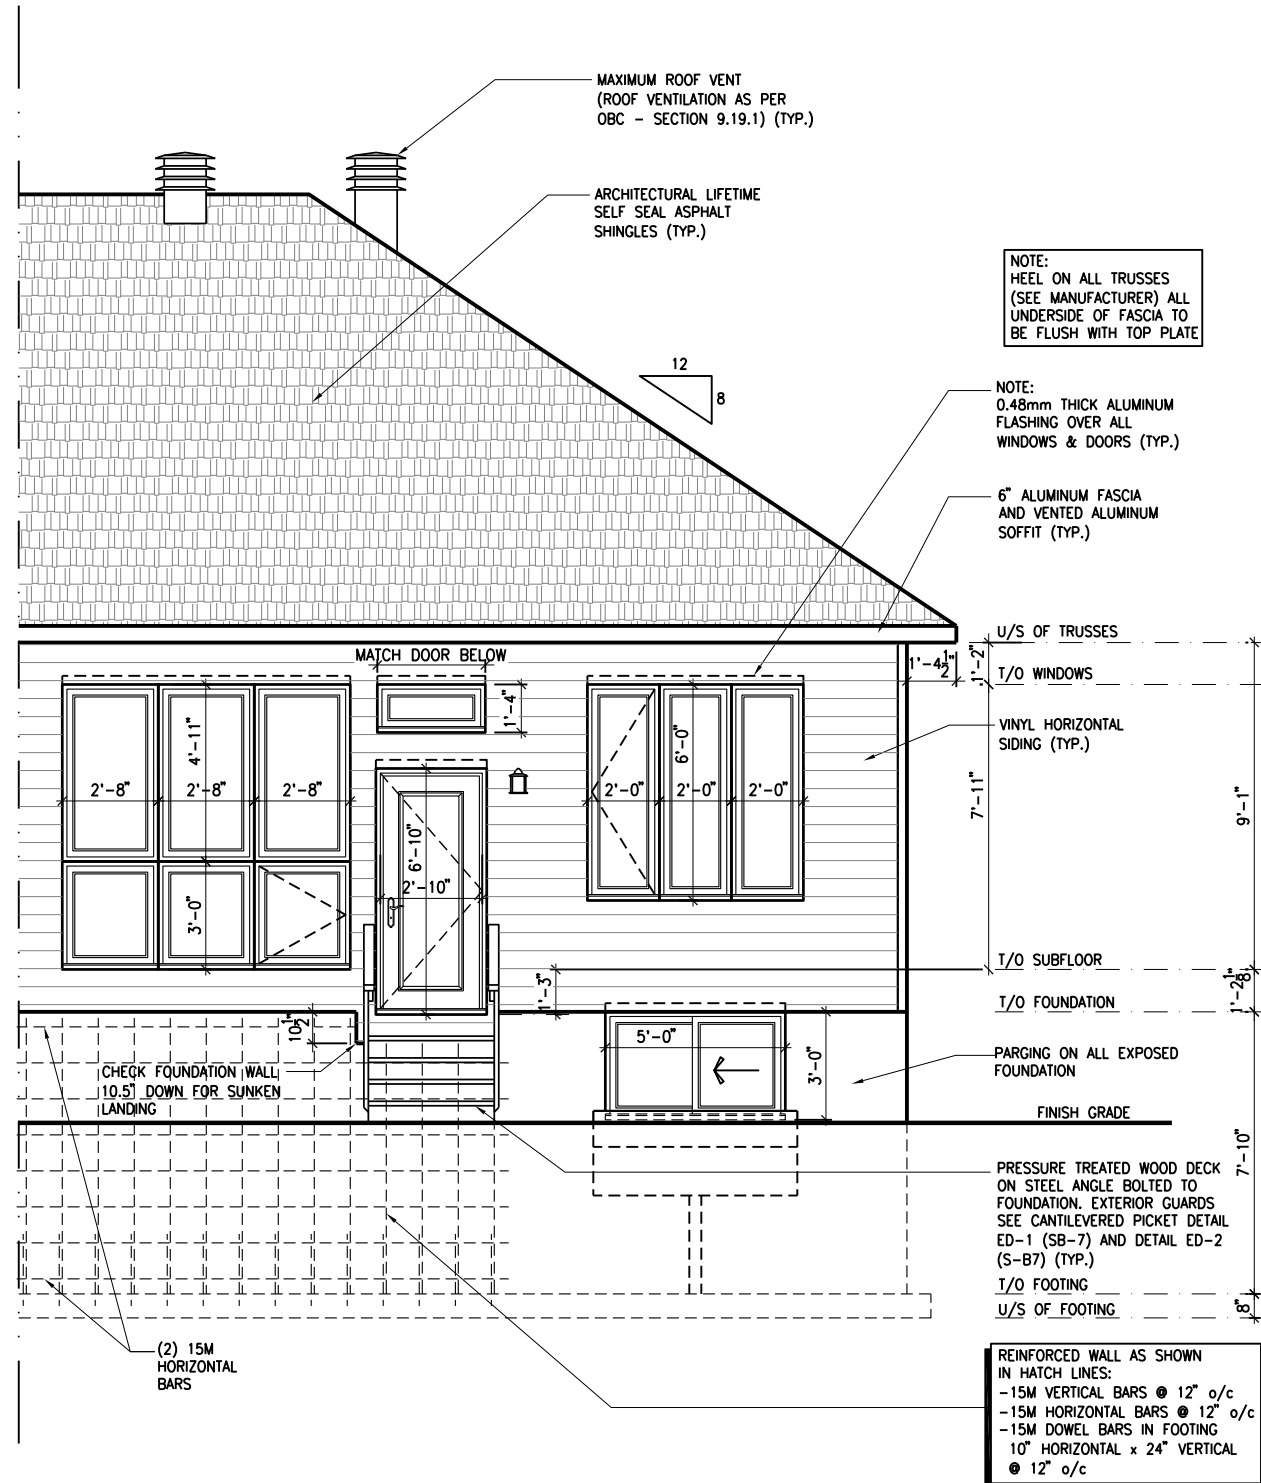 MAXIMUM ROOF VENT
(ROOF VENTILATION AS PER
OBC - SECTION 9.19.1) (TYP.)
ARCHITECTURAL LIFETIME
SELF SEAL ASPHALT
SHINGLES (TYP.)
NOTE:
HEEL ON ALL TRUSSES
(SEE MANUFACTURER) ALL
UNDERSIDE OF FASCIA TO
BE FLUSH WITH TOP PLATE
12
8
NOTE:
0.48mm THICK ALUMINUM
FLASHING OVER ALL
WINDOWS & DOORS (TYP.)
6" ALUMINUM FASCIA
AND VENTED ALUMINUM
SOFFIT (TYP.)
U/S OF TRUSSES
MATCH DOOR BELOW
1'-4 1/2"
1'-2"
T/O WINDOWS
1'-4"
VINYL HORIZONTAL
SIDING (TYP.)
4'-11"
6'-0"
2'-8"
2'-8"
2'-8"
2'-0"
2'-0"
2'-0"
7'-11"
9'-1"
6'-10"
2'-10"
3'-0"
T/O SUBFLOOR
1'-3"
1'-2 1/8"
T/O FOUNDATION
10 1/2"
5'-0"
3'-0"
PARGING ON ALL EXPOSED
FOUNDATION
CHECK FOUNDATION WALL
10.5" DOWN FOR SUNKEN
LANDING
FINISH GRADE
7'-10"
PRESSURE TREATED WOOD DECK
ON STEEL ANGLE BOLTED TO
FOUNDATION. EXTERIOR GUARDS
SEE CANTILEVERED PICKET DETAIL
ED-1 (SB-7) AND DETAIL ED-2
(S-B7) (TYP.)
T/O FOOTING
U/S OF FOOTING
8"
(2) 15M
HORIZONTAL
BARS
REINFORCED WALL AS SHOWN
IN HATCH LINES:
-15M VERTICAL BARS @ 12" o/c
-15M HORIZONTAL BARS @ 12" o/c
-15M DOWEL BARS IN FOOTING
10" HORIZONTAL x 24" VERTICAL
@ 12" o/c